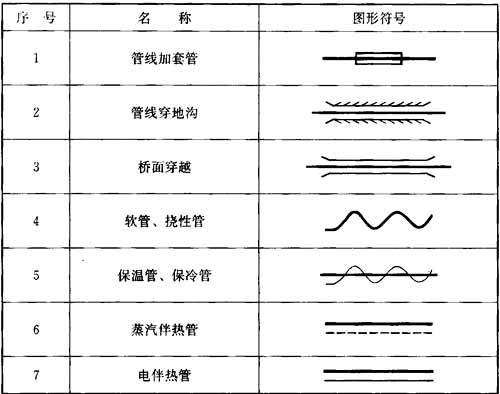 序 号 名 称 图形符号
1 管线加套管
2 管线穿地沟
3 桥面穿越
4 软管、挠性管
5 保温管、保冷管
6 蒸汽伴热管
7 电伴热管